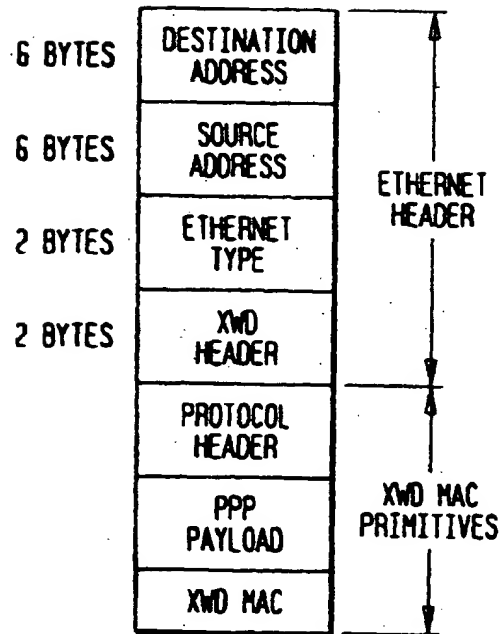 6 BYTES
DESTINATION
ADDRESS
6 BYTES
SOURCE
ADDRESS
2 BYTES
ETHERNET
TYPE
2 BYTES
XWD
HEADER
ETHERNET
HEADER
PROTOCOL
HEADER
PPP
PAYLOAD
XWD MAC
XWD MAC
PRIMITIVES